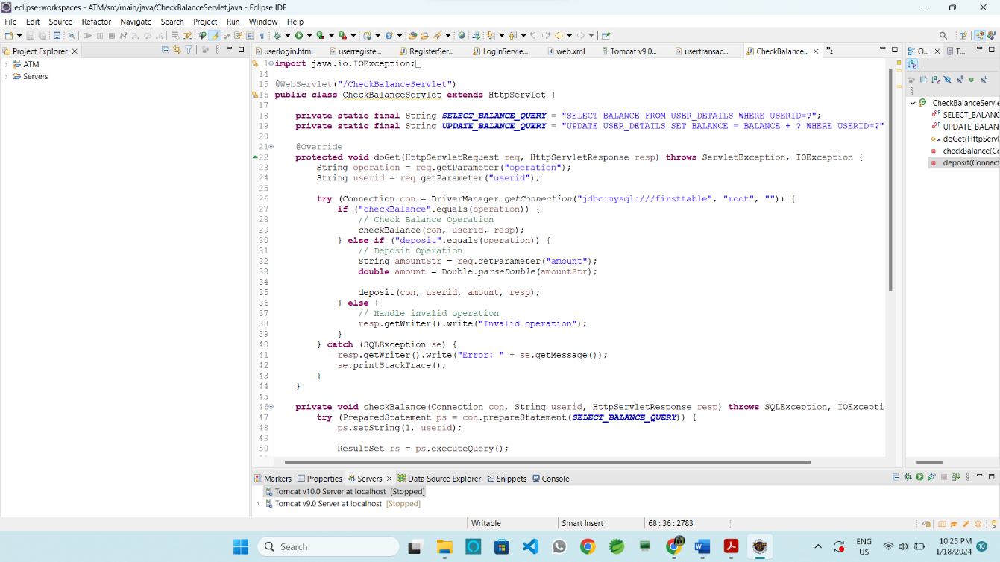 eclipse-workspaces - ATM/src/main/java/CheckBalanceServlet.java - Eclipse IDE
File Edit Source Refactor Navigate Search Project Run Window Help
Project Explorer
ATM
Servers
userlogin.html
userregiste...
RegisterSer...
LoginServle...
web.xml
Tomcat v9.0...
usertransac...
CheckBalance...
»2
1 import java.io.IOException;
14
15 @WebServlet("/CheckBalanceServlet")
16 public class CheckBalanceServlet extends HttpServlet {
17
18 private static final String SELECT_BALANCE_QUERY = "SELECT BALANCE FROM USER_DETAILS WHERE USERID=?";
19 private static final String UPDATE_BALANCE_QUERY = "UPDATE USER_DETAILS SET BALANCE = BALANCE + ? WHERE USERID=?"
20
21 @Override
22 protected void doGet(HttpServletRequest req, HttpServletResponse resp) throws ServletException, IOException {
23 String operation = req.getParameter("operation");
24 String userid = req.getParameter("userid");
25
26 try (Connection con = DriverManager.getConnection("jdbc:mysql:///firsttable", "root", "")) {
27 if ("checkBalance".equals(operation)) {
28 // Check Balance Operation
29 checkBalance(con, userid, resp);
30 } else if ("deposit".equals(operation)) {
31 // Deposit Operation
32 String amountStr = req.getParameter("amount");
33 double amount = Double.parseDouble(amountStr);
34
35 deposit(con, userid, amount, resp);
36 } else {
37 // Handle invalid operation
38 resp.getWriter().write("Invalid operation");
39 }
40 } catch (SQLException se) {
41 resp.getWriter().write("Error: " + se.getMessage());
42 se.printStackTrace();
43 }
44 }
45
46 private void checkBalance(Connection con, String userid, HttpServletResponse resp) throws SQLException, IOExcepti
47 try (PreparedStatement ps = con.prepareStatement(SELECT_BALANCE_QUERY)) {
48 ps.setString(1, userid);
49
50 ResultSet rs = ps.executeQuery();
O...
T...
CheckBalanceServle
SELECT_BALANC
UPDATE_BALAN
doGet(HttpServl
checkBalance(Co
deposit(Connect
Markers Properties Servers Data Source Explorer Snippets Console
Tomcat v10.0 Server at localhost [Stopped]
Tomcat v9.0 Server at localhost [Stopped]
Writable Smart Insert 68 : 36 : 2783
Search
ENG
US
10:25 PM
1/18/2024
10